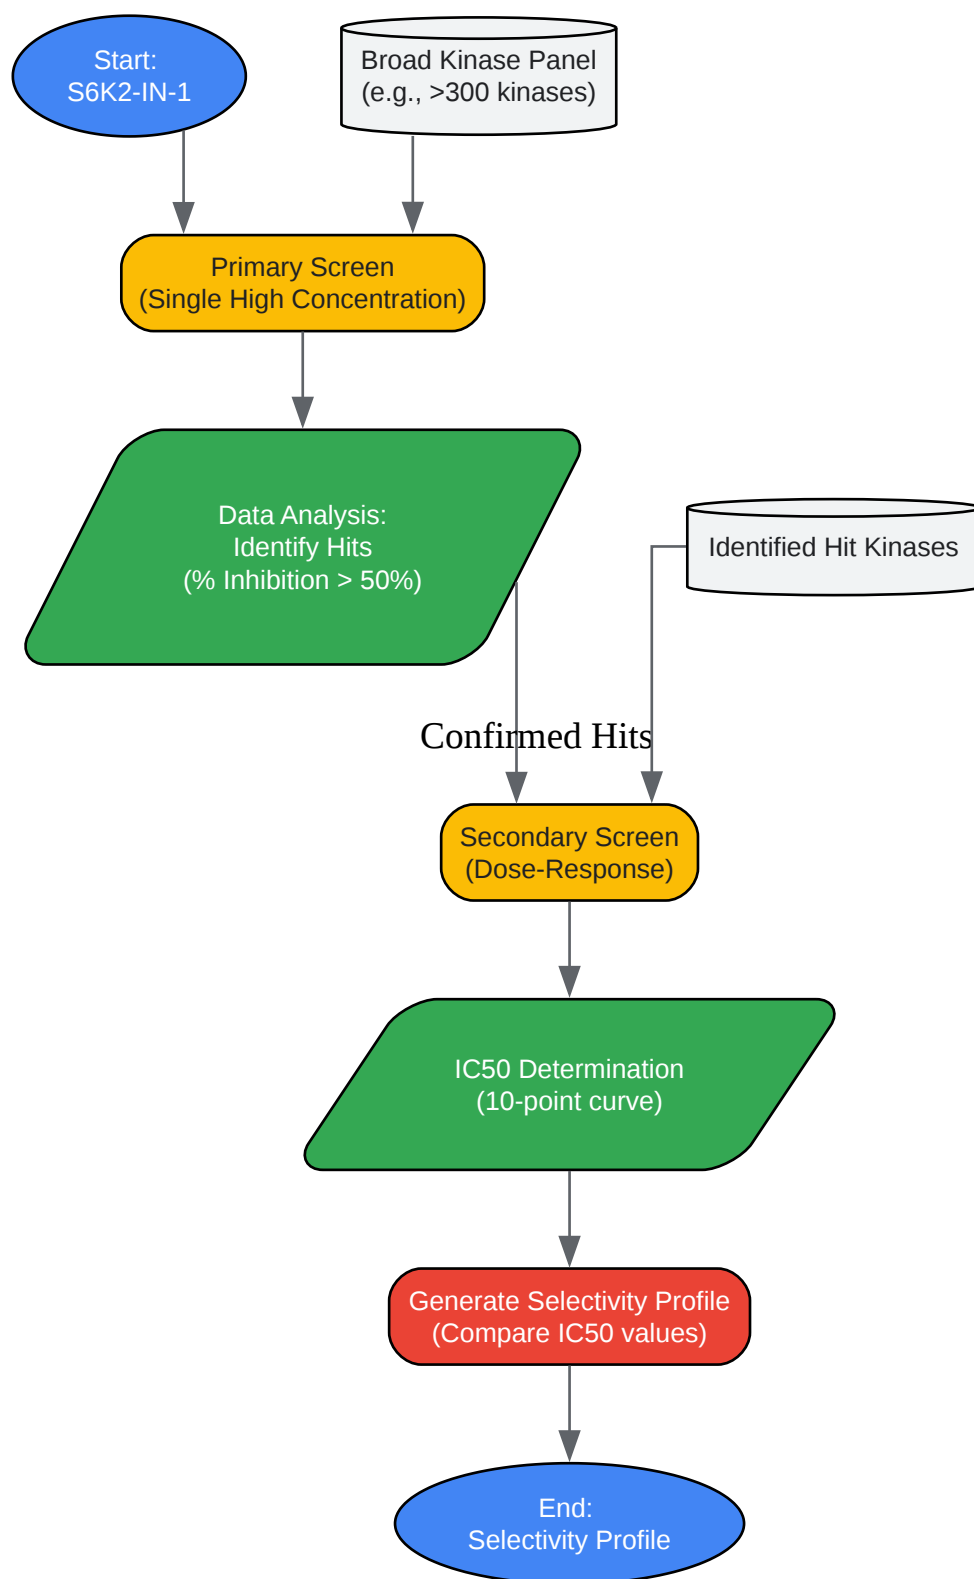 Start:
S6K2-IN-1
Broad Kinase Panel
(e.g., >300 kinases)
Primary Screen
(Single High Concentration)
Data Analysis:
Identify Hits
(% Inhibition > 50%)
Identified Hit Kinases
Confirmed Hits
Secondary Screen
(Dose-Response)
IC50 Determination
(10-point curve)
Generate Selectivity Profile
(Compare IC50 values)
End:
Selectivity Profile